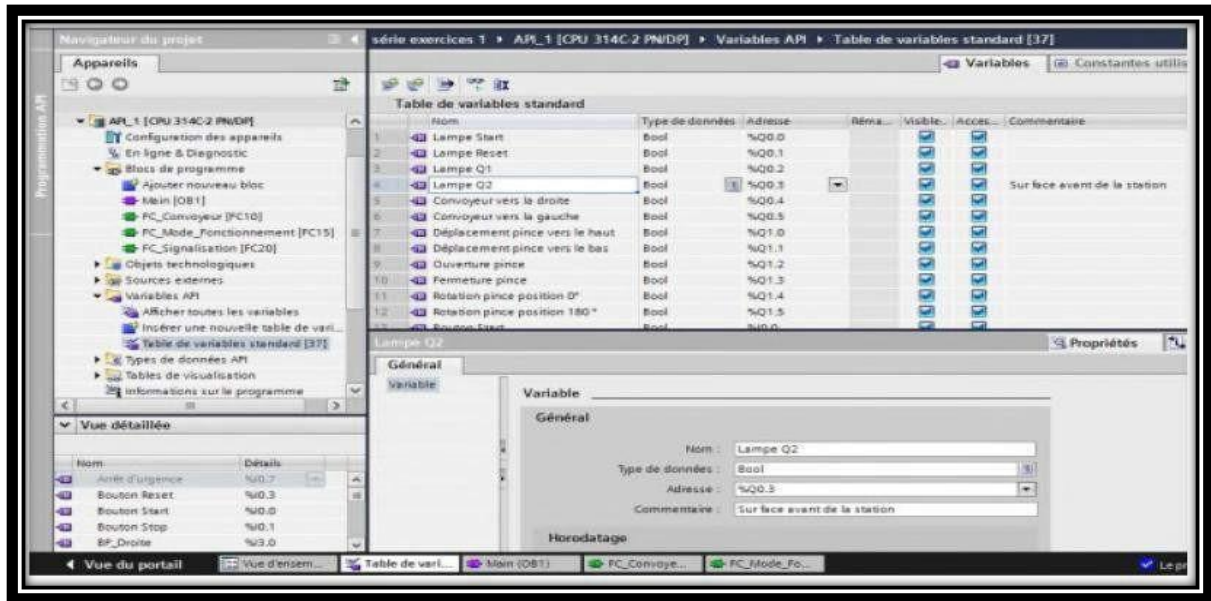 Navigateur du projet
série exercices 1 ▸ API_1 [CPU 314C-2 PN/DP] ▸ Variables API ▸ Table de variables standard [37]
Appareils
Variables
Constantes utilis
Programmation API
Table de variables standard
Nom Type de données Adresse Réma... Visible.. Acces... Commentaire
1 Lampe Start Bool %Q0.0
2 Lampe Reset Bool %Q0.1
3 Lampe Q1 Bool %Q0.2
4 Lampe Q2 Bool %Q0.3 Sur face avant de la station
5 Convoyeur vers la droite Bool %Q0.4
6 Convoyeur vers la gauche Bool %Q0.5
7 Déplacement pince vers le haut Bool %Q1.0
8 Déplacement pince vers le bas Bool %Q1.1
9 Ouverture pince Bool %Q1.2
10 Fermeture pince Bool %Q1.3
11 Rotation pince position 0° Bool %Q1.4
12 Rotation pince position 180° Bool %Q1.5
Bouton Start Bool %I0.0
API_1 [CPU 314C-2 PN/DP]
Configuration des appareils
En ligne & Diagnostic
Blocs de programme
Ajouter nouveau bloc
Main [OB1]
FC_Convoyeur [FC10]
FC_Mode_Fonctionnement [FC15]
FC_Signalisation [FC20]
Objets technologiques
Sources externes
Variables API
Afficher toutes les variables
Insérer une nouvelle table de vari...
Table de variables standard [37]
Types de données API
Tables de visualisation
Informations sur le programme
Vue détaillée
Nom Détails
Arrêt d'urgence %I0.7
Bouton Reset %I0.3
Bouton Start %I0.0
Bouton Stop %I0.1
BP_Droite %I3.0
Lampe Q2
Propriétés
Général
Variable
Variable
Général
Nom : Lampe Q2
Type de données : Bool
Adresse : %Q0.3
Commentaire : Sur face avant de la station
Horodatage
Vue du portail
Vue d'ensem...
Table de vari...
Main (OB1)
FC_Convoye...
FC_Mode_Fo...
Le pr